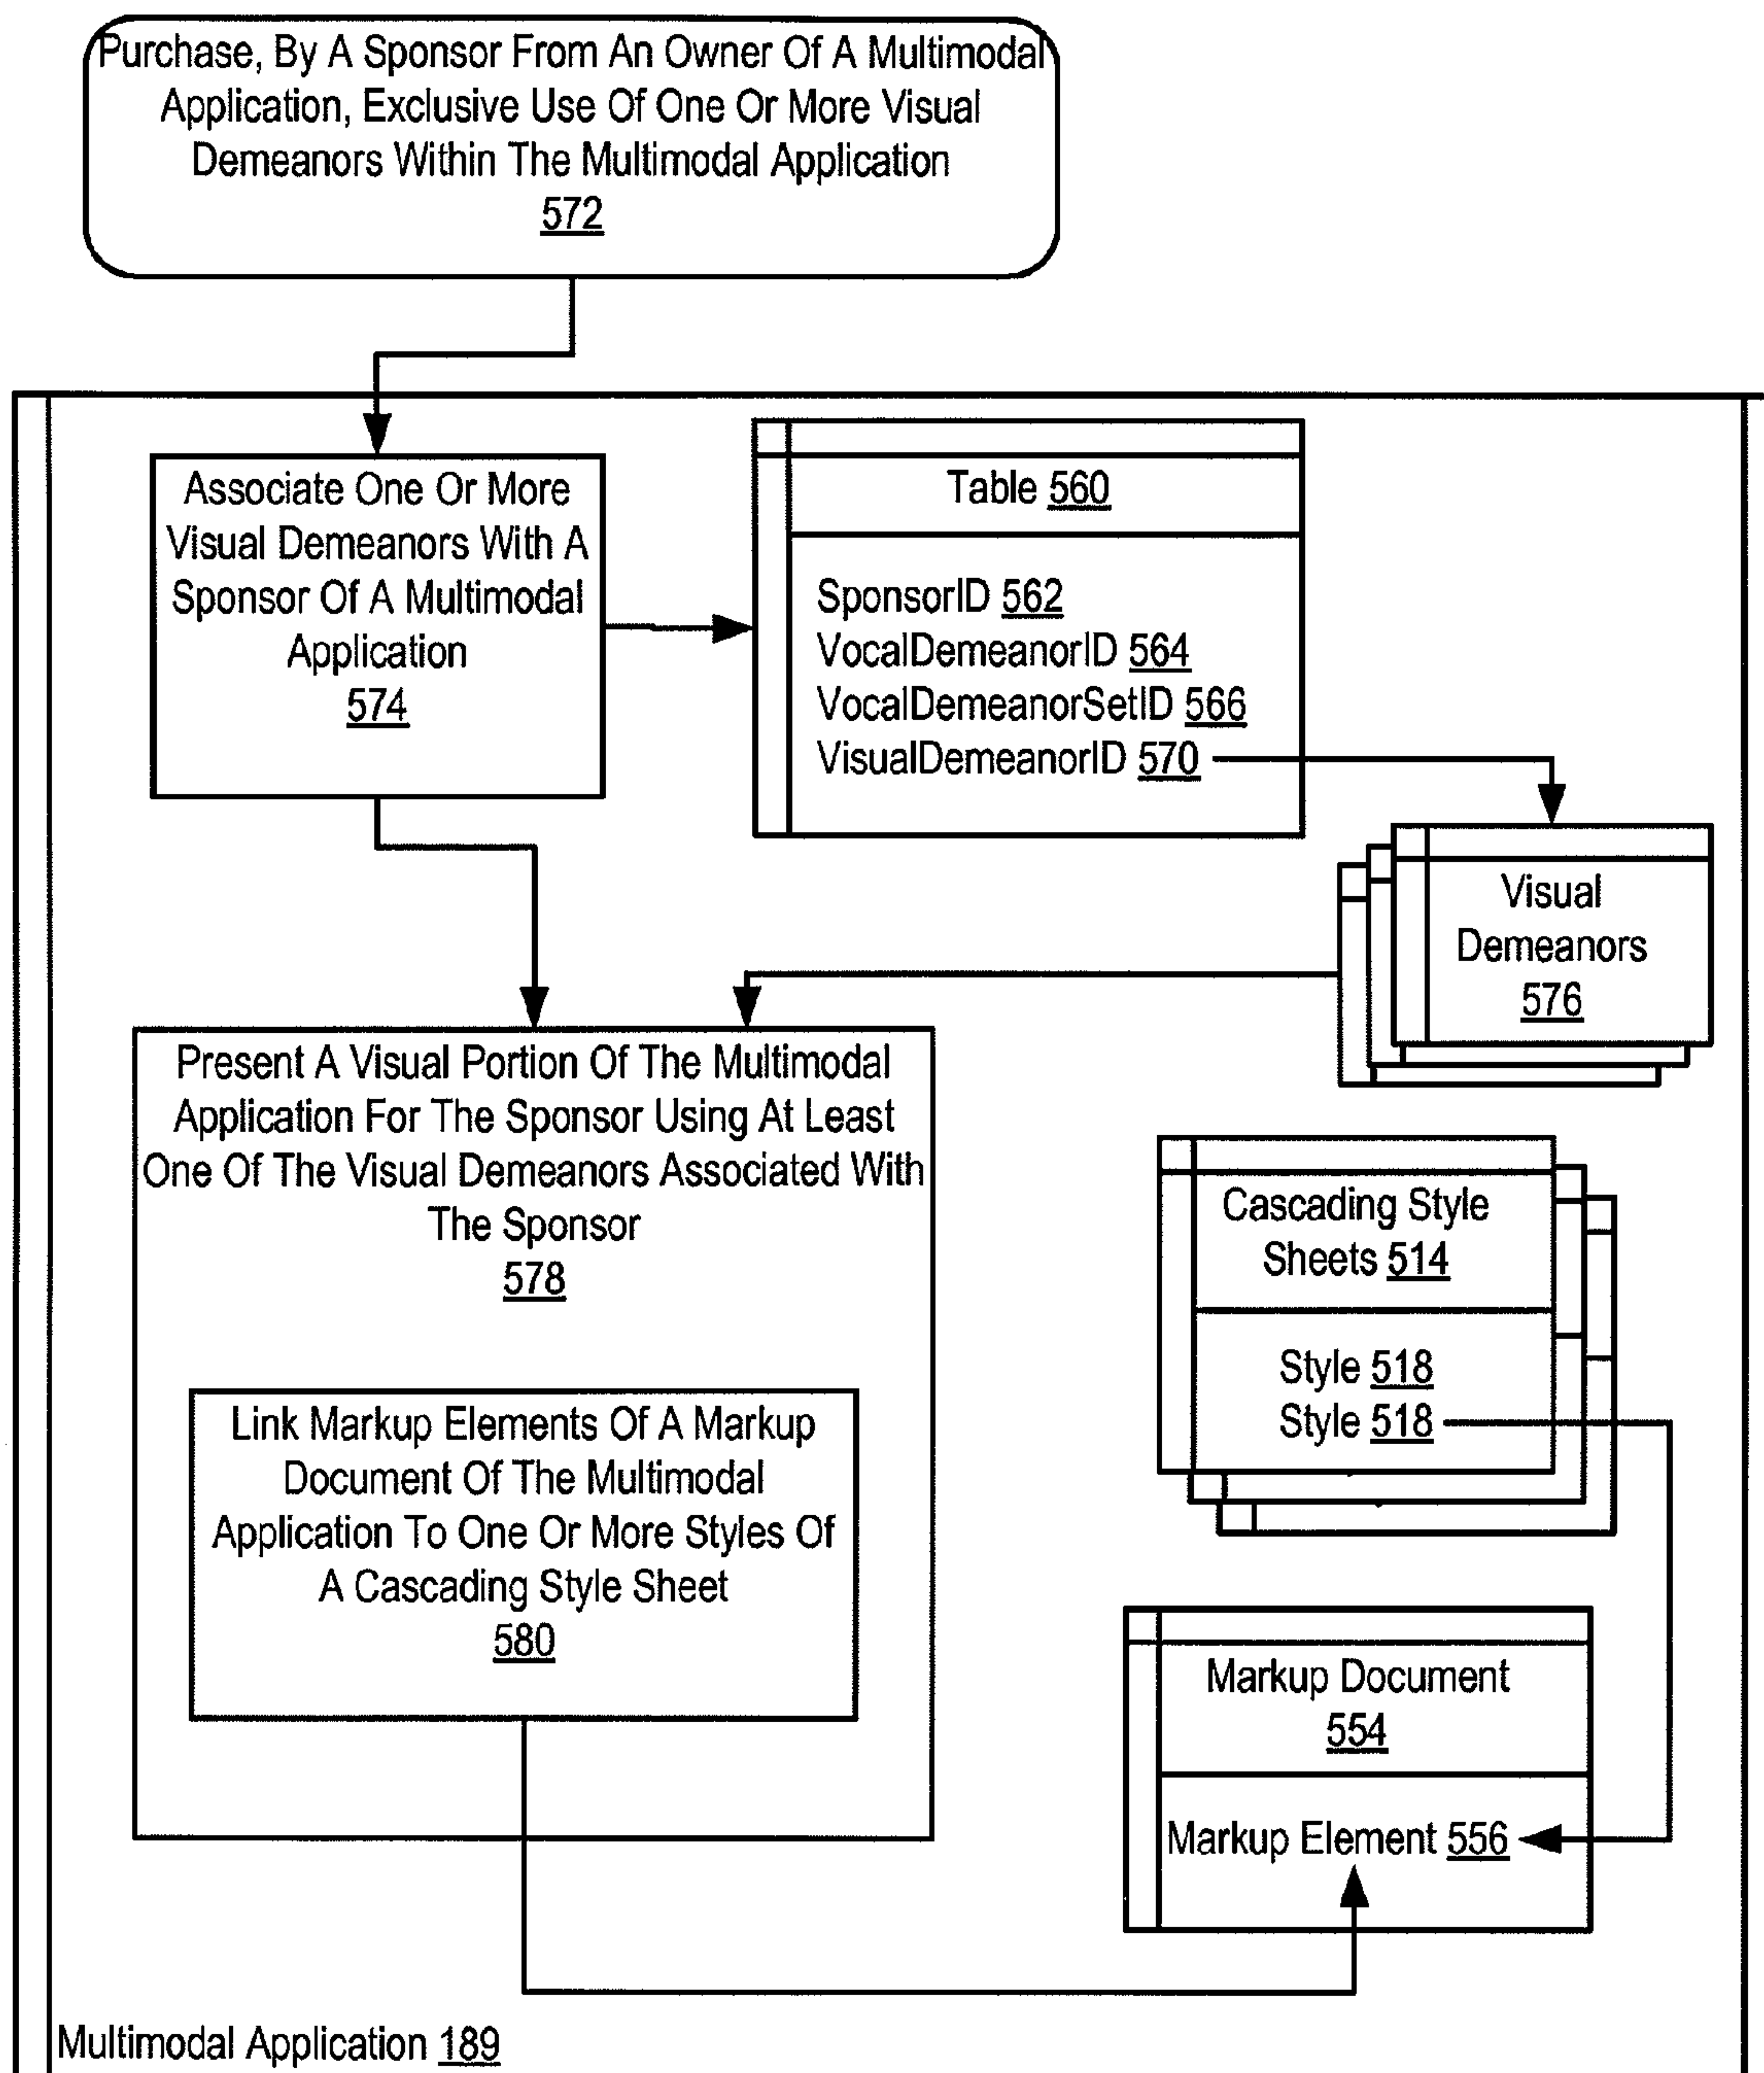 Purchase, By A Sponsor From An Owner Of A Multimodal
Application, Exclusive Use Of One Or More Visual
Demeanors Within The Multimodal Application
572
Associate One Or More
Visual Demeanors With A
Sponsor Of A Multimodal
Application
574
Table 560
SponsorID 562
VocalDemeanorID 564
VocalDemeanorSetID 566
VisualDemeanorID 570
Visual
Demeanors
576
Present A Visual Portion Of The Multimodal
Application For The Sponsor Using At Least
One Of The Visual Demeanors Associated With
The Sponsor
578
Cascading Style
Sheets 514
Style 518
Style 518
Link Markup Elements Of A Markup
Document Of The Multimodal
Application To One Or More Styles Of
A Cascading Style Sheet
580
Markup Document
554
Markup Element 556
Multimodal Application 189